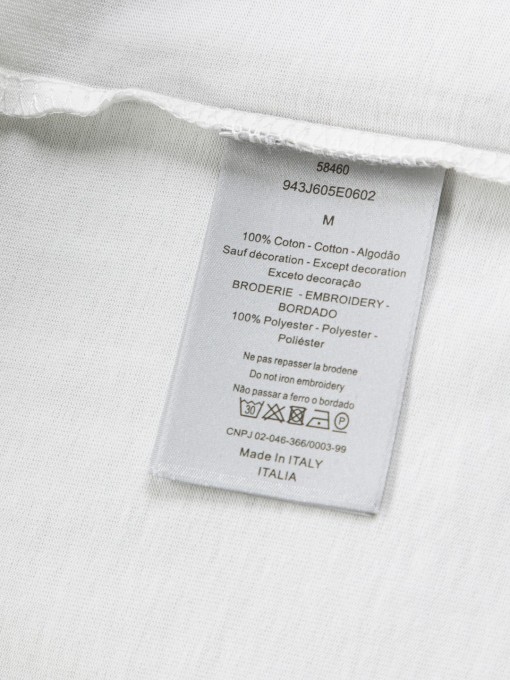 58460
943J605E0602
M
100% Coton - Cotton - Algodão
Sauf décoration - Except decoration
Exceto decoração
BRODERIE - EMBROIDERY -
BORDADO
100% Polyester - Polyester -
Poliéster
Ne pas repasser la brodene
Do not iron embroidery
Não passar a ferro o bordado
30 P
CNPJ 02-046-366/0003-99
Made In ITALY
ITALIA